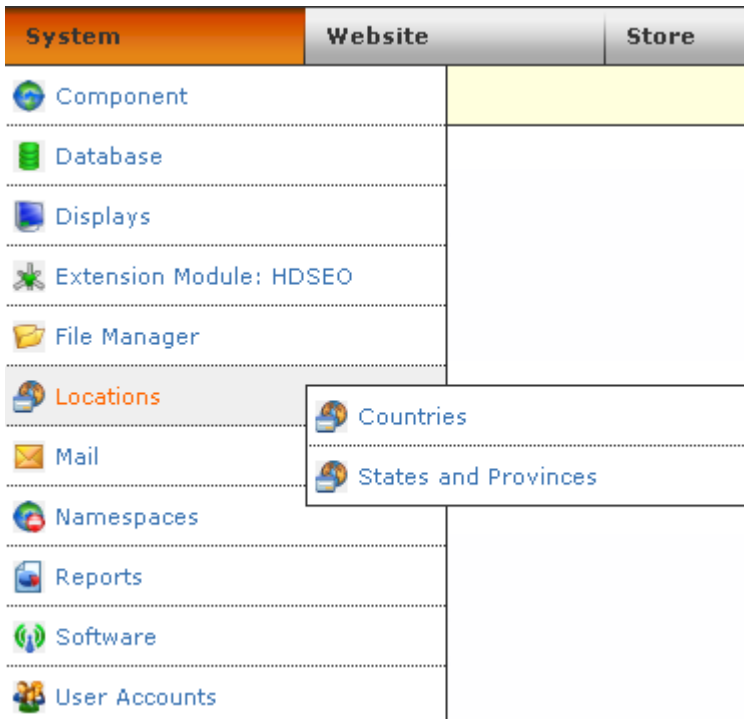 System Website Store
Component
Database
Displays
Extension Module: HDSEO
File Manager
Locations
Countries
Mail
States and Provinces
Namespaces
Reports
Software
User Accounts